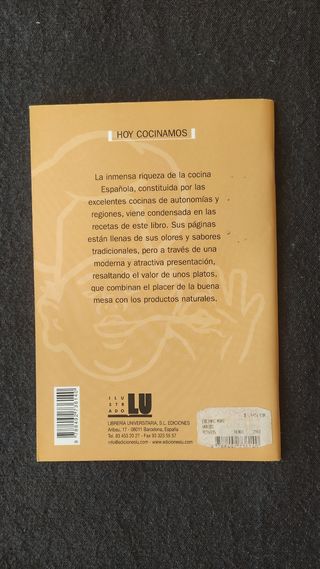 HOY COCINAMOS
La inmensa riqueza de la cocina
Española, constituida por las
excelentes cocinas de autonomías y
regiones, viene condensada en las
recetas de este libro. Sus páginas
están llenas de sus olores y sabores
tradicionales, pero a través de una
moderna y atractiva presentación,
resaltando el valor de unos platos,
que combinan el placer de la buena
mesa con los productos naturales.
ILUSTRADO
LU
LIBRERÍA UNIVERSITARIA, S.L. EDICIONES
Aribau, 17 - 08011 Barcelona, España